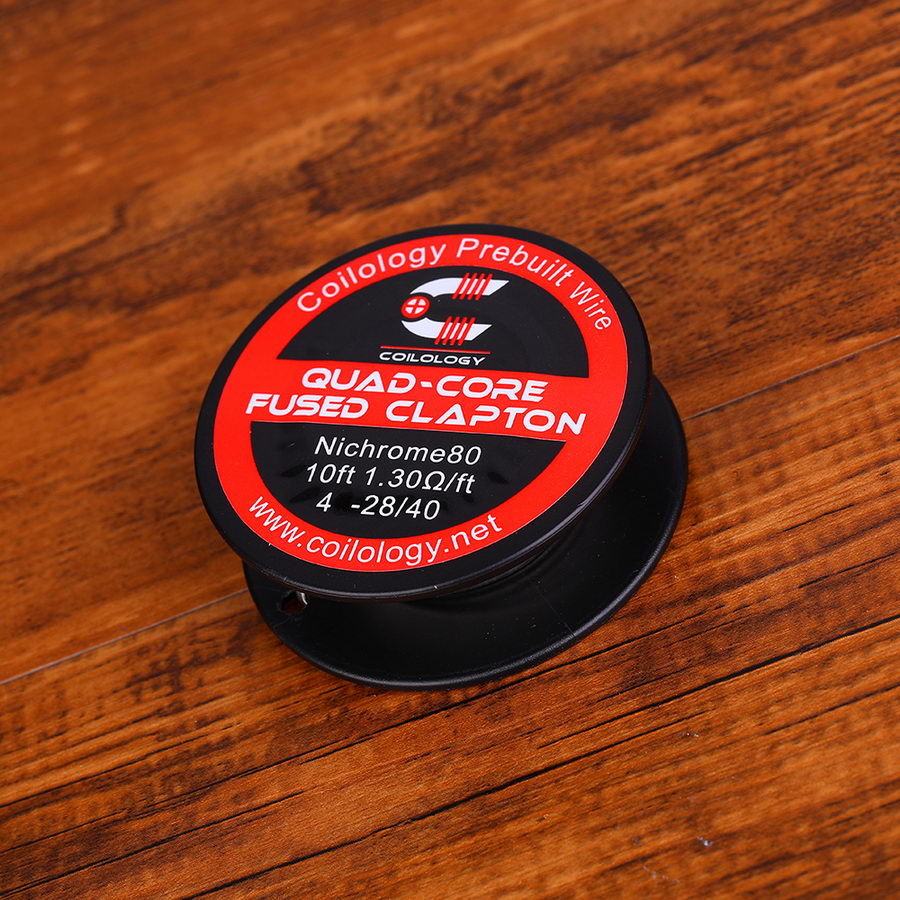 Coilology Prebuilt Wire
COILOLOGY
QUAD-CORE
FUSED CLAPTON
Nichrome80
10ft 1.30Ω/ft
4 -28/40
www.coilology.net